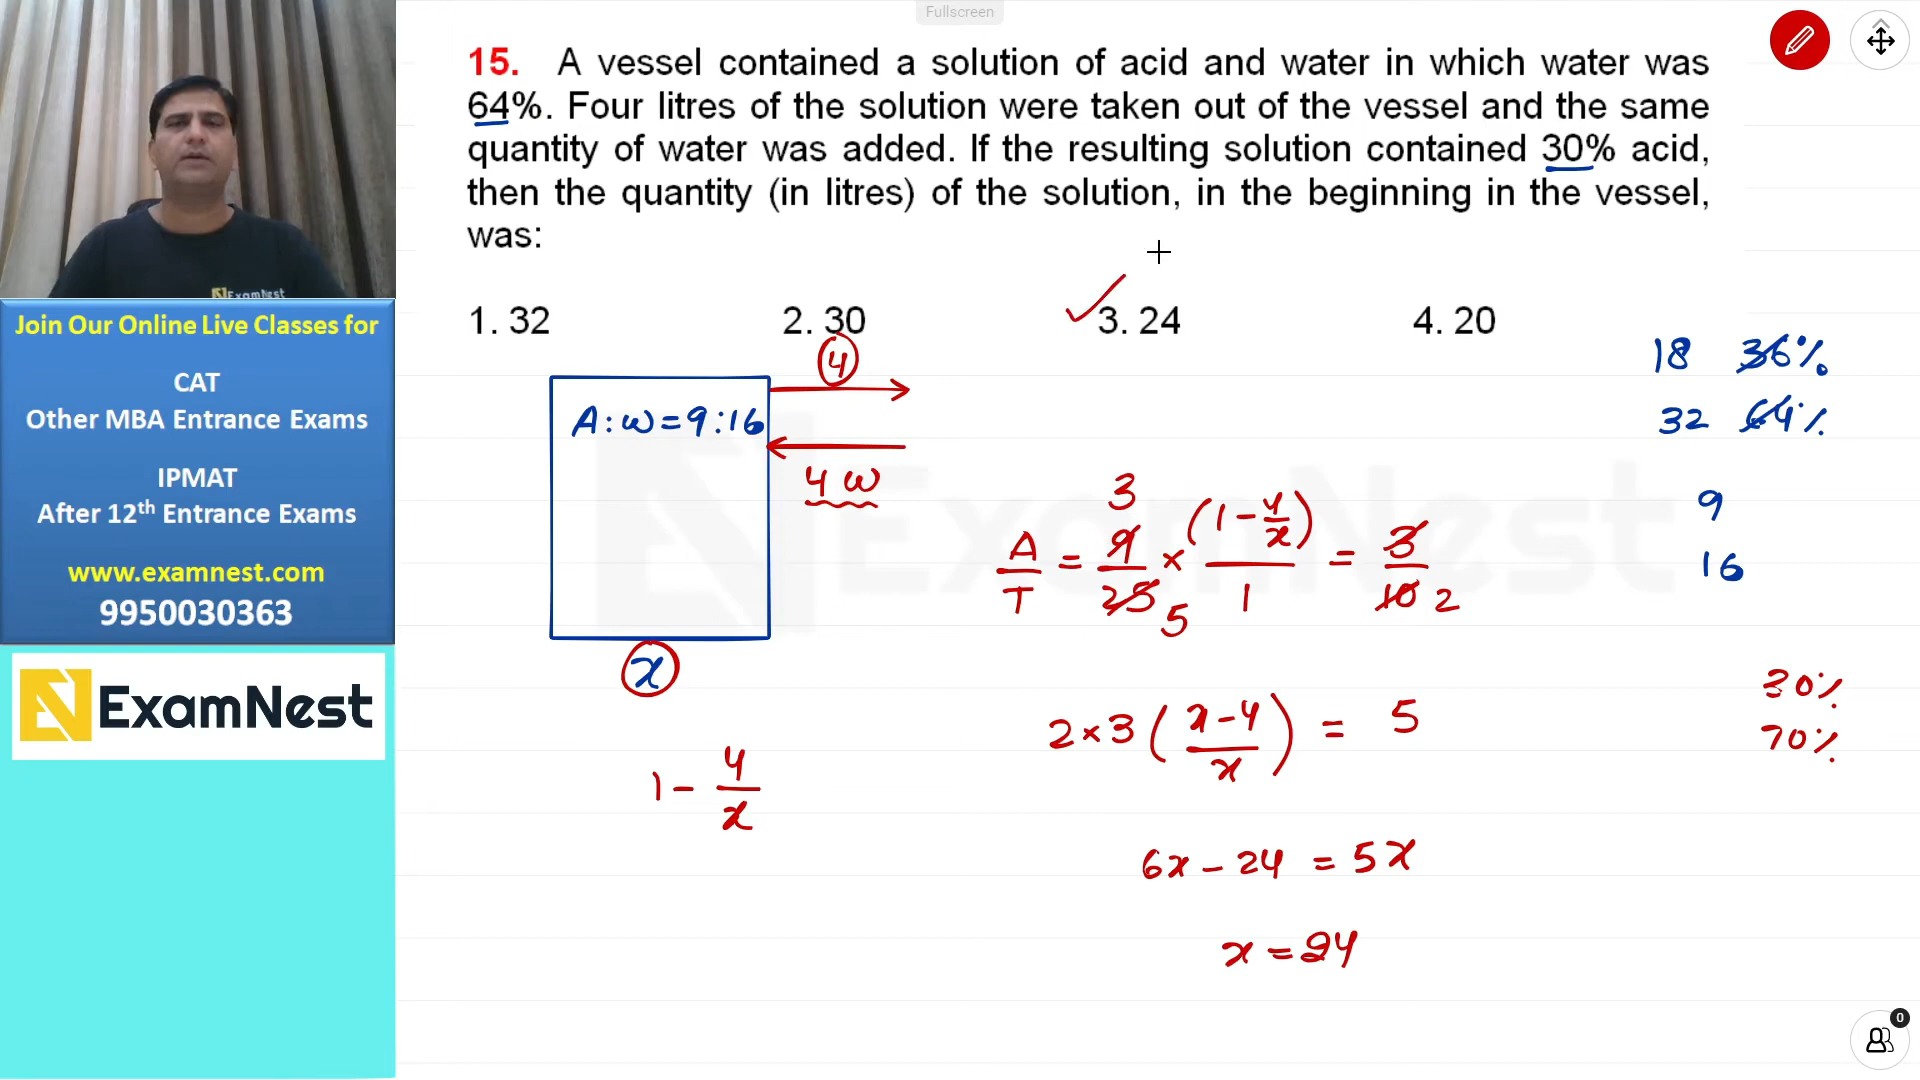 Fullscreen
15. A vessel contained a solution of acid and water in which water was
64%. Four litres of the solution were taken out of the vessel and the same
quantity of water was added. If the resulting solution contained 30% acid,
then the quantity (in litres) of the solution, in the beginning in the vessel,
was:
1. 32 2. 30 3. 24 4. 20
4
A : w = 9 : 16
4 w
x
1 - 4/x
3
A/T = 9/25 × (1 - 4/x)/1 = 3/10
5
2
2 × 3 ( x-4/x ) = 5
6x - 24 = 5x
x = 24
18 36%
32 64%
9
16
30%
70%
ExamNest
ExamNest
Join Our Online Live Classes for
CAT
Other MBA Entrance Exams
IPMAT
After 12th Entrance Exams
www.examnest.com
9950030363
ExamNest
0